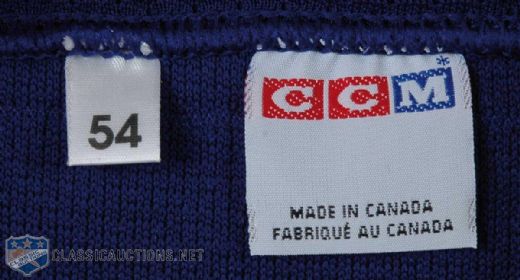 54
CCM
MADE IN CANADA
FABRIQUÉ AU CANADA
CLASSICAUCTIONS.NET